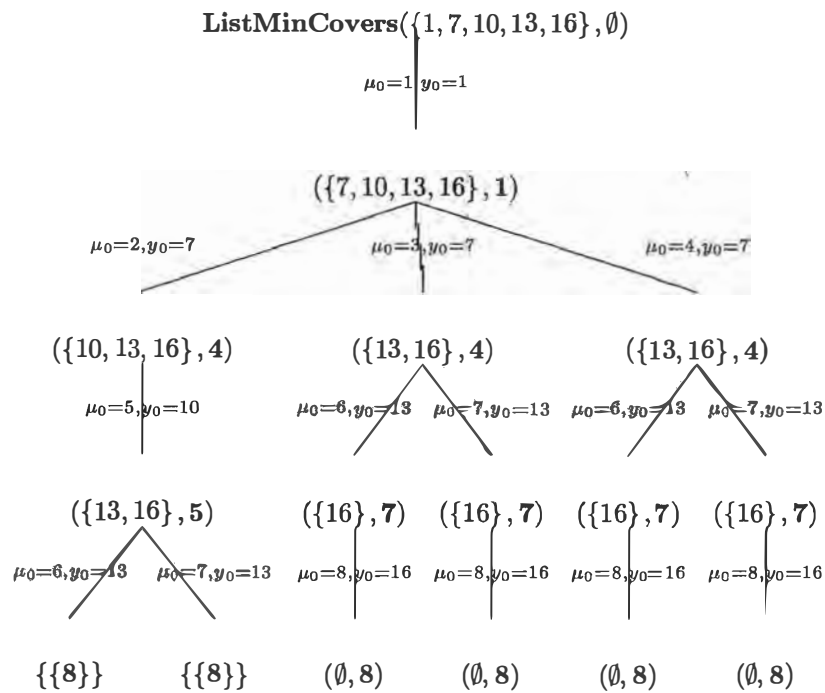 ListMinCovers({1, 7, 10, 13, 16}, ∅)
μ₀=1 y₀=1
({7, 10, 13, 16}, 1)
μ₀=2,y₀=7 μ₀=3,y₀=7 μ₀=4,y₀=7
({10, 13, 16}, 4) ({13, 16}, 4) ({13, 16}, 4)
μ₀=5,y₀=10 μ₀=6,y₀=13 μ₀=7,y₀=13 μ₀=6,y₀=13 μ₀=7,y₀=13
({13, 16}, 5) ({16}, 7) ({16}, 7) ({16}, 7) ({16}, 7)
μ₀=6,y₀=13 μ₀=7,y₀=13 μ₀=8,y₀=16 μ₀=8,y₀=16 μ₀=8,y₀=16 μ₀=8,y₀=16
{{8}} {{8}} (∅, 8) (∅, 8) (∅, 8) (∅, 8)